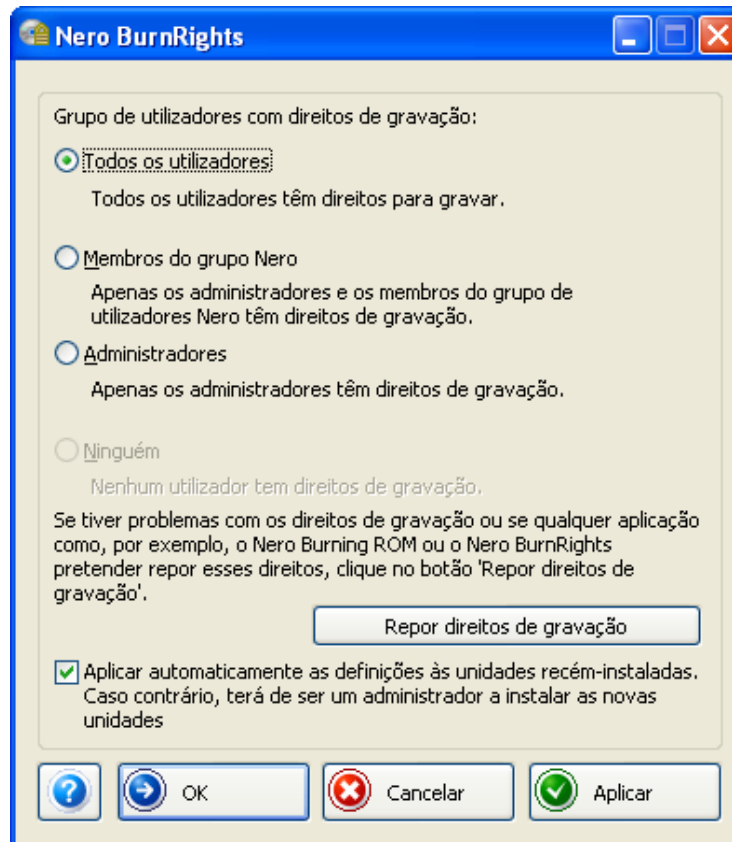 Nero BurnRights
Grupo de utilizadores com direitos de gravação:
Todos os utilizadores
Todos os utilizadores têm direitos para gravar.
Membros do grupo Nero
Apenas os administradores e os membros do grupo de
utilizadores Nero têm direitos de gravação.
Administradores
Apenas os administradores têm direitos de gravação.
Ninguém
Nenhum utilizador tem direitos de gravação.
Se tiver problemas com os direitos de gravação ou se qualquer aplicação
como, por exemplo, o Nero Burning ROM ou o Nero BurnRights
pretender repor esses direitos, clique no botão 'Repor direitos de
gravação'.
Repor direitos de gravação
Aplicar automaticamente as definições às unidades recém-instaladas.
Caso contrário, terá de ser um administrador a instalar as novas
unidades
? OK Cancelar Aplicar